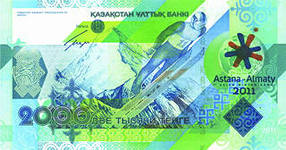 ҚАЗАҚСТАН ҰЛТТЫҚ БАНКІ
Astana-Almaty
2011
2000
ДВЕ ТЫСЯЧИ ТЕНГЕ